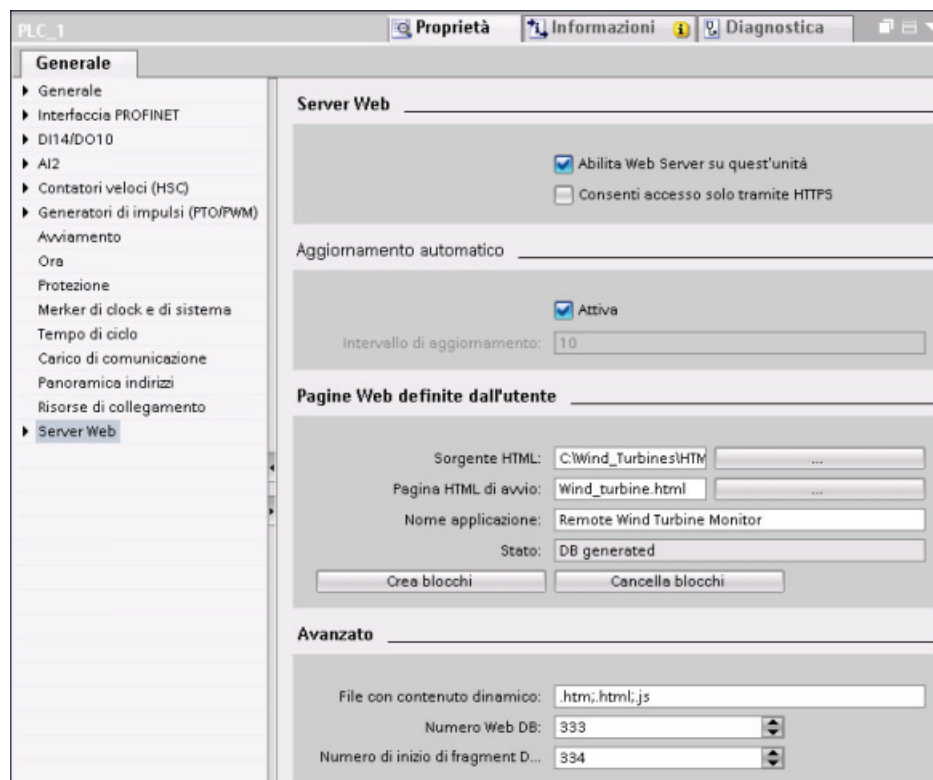 PLC_1
Proprietà
Informazioni
Diagnostica
Generale
Generale
Interfaccia PROFINET
DI14/DO10
AI2
Contatori veloci (HSC)
Generatori di impulsi (PTO/PWM)
Avviamento
Ora
Protezione
Merker di clock e di sistema
Tempo di ciclo
Carico di comunicazione
Panoramica indirizzi
Risorse di collegamento
Server Web
Server Web
Abilita Web Server su quest'unità
Consenti accesso solo tramite HTTPS
Aggiornamento automatico
Attiva
Intervallo di aggiornamento: 10
Pagine Web definite dall'utente
Sorgente HTML: C:\Wind_Turbines\HTM ...
Pagina HTML di avvio: Wind_turbine.html ...
Nome applicazione: Remote Wind Turbine Monitor
Stato: DB generated
Crea blocchi Cancella blocchi
Avanzato
File con contenuto dinamico: .htm;.html;.js
Numero Web DB: 333
Numero di inizio di fragment D... 334